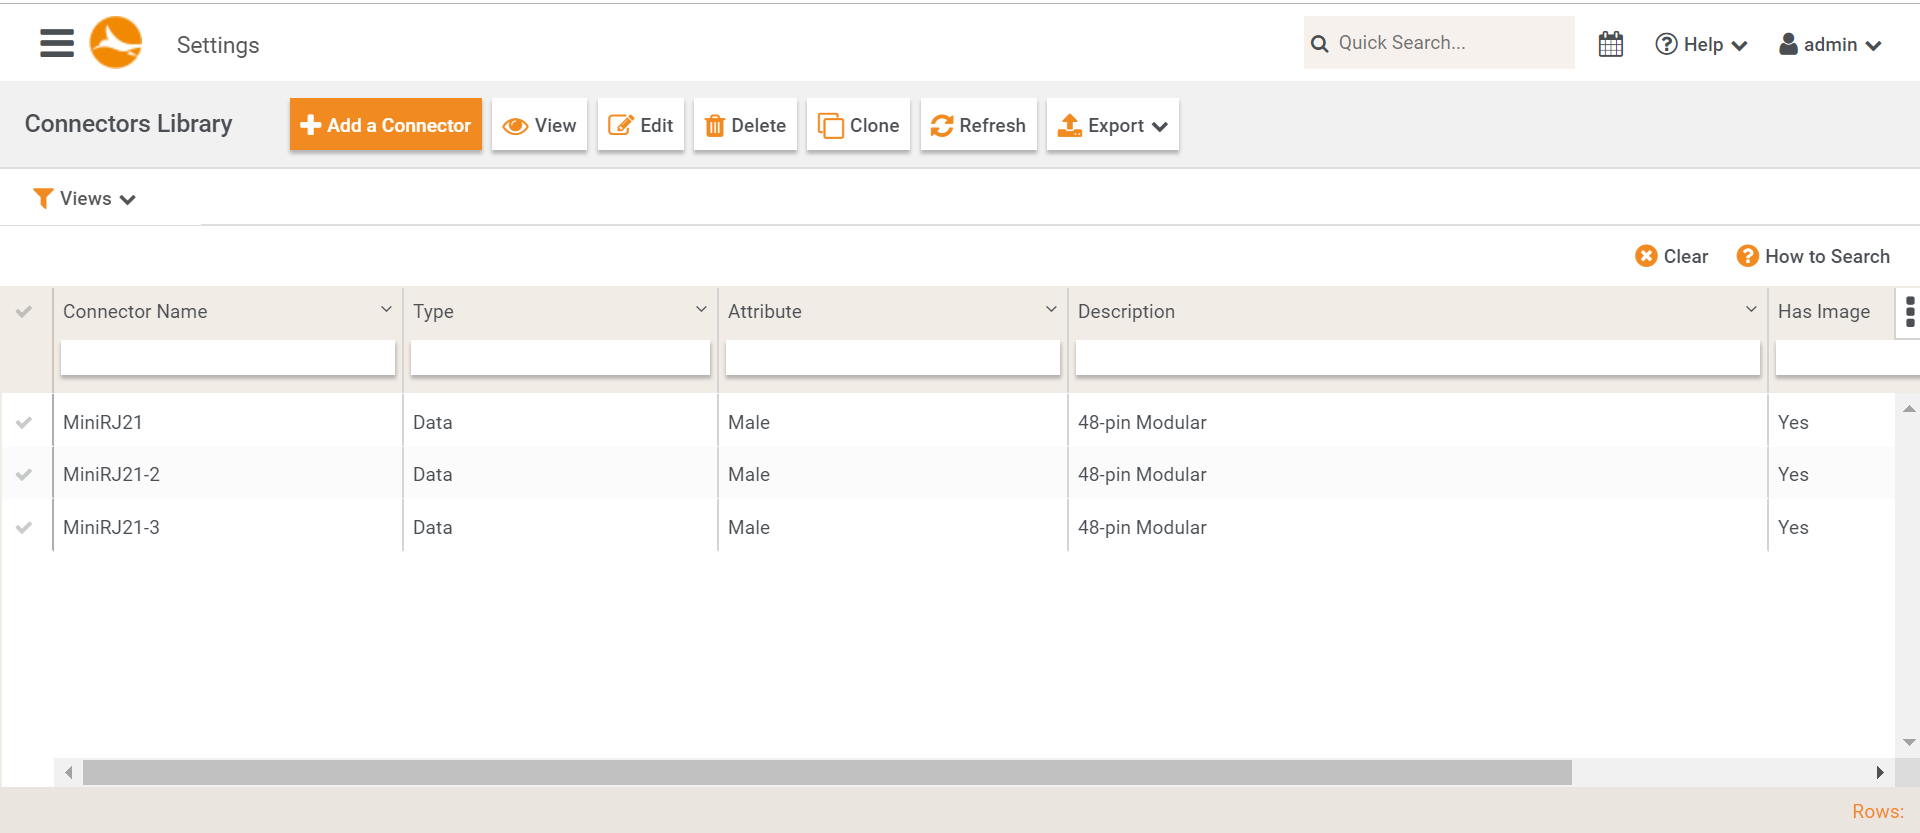 Settings
Quick Search...
Help
admin
Connectors Library
Add a Connector
View
Edit
Delete
Clone
Refresh
Export
Views
Clear
How to Search
Connector Name Type Attribute Description Has Image
MiniRJ21 Data Male 48-pin Modular Yes
MiniRJ21-2 Data Male 48-pin Modular Yes
MiniRJ21-3 Data Male 48-pin Modular Yes
Rows: